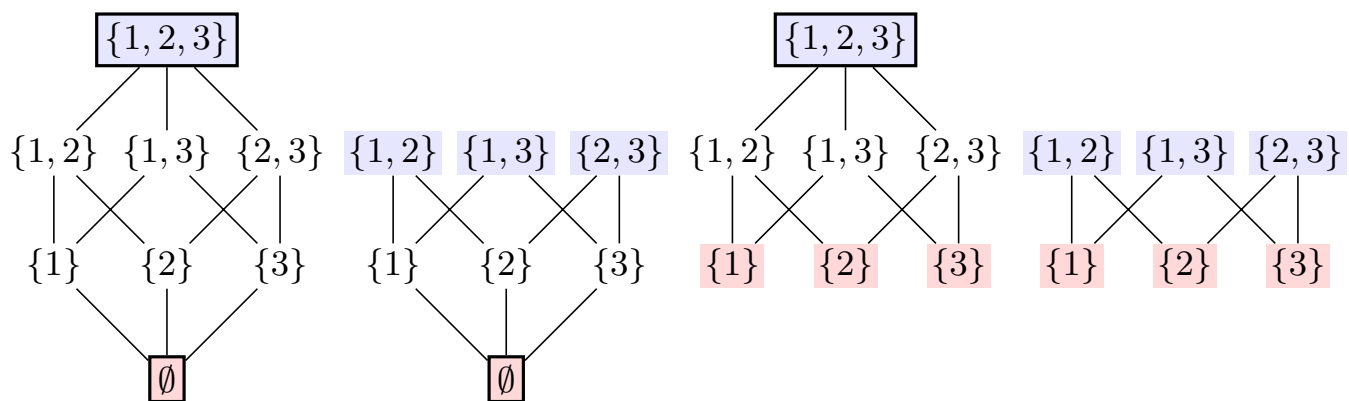 {1, 2, 3} {1, 2, 3}
{1, 2} {1, 3} {2, 3} {1, 2} {1, 3} {2, 3} {1, 2} {1, 3} {2, 3} {1, 2} {1, 3} {2, 3}
{1} {2} {3} {1} {2} {3} {1} {2} {3} {1} {2} {3}
∅ ∅